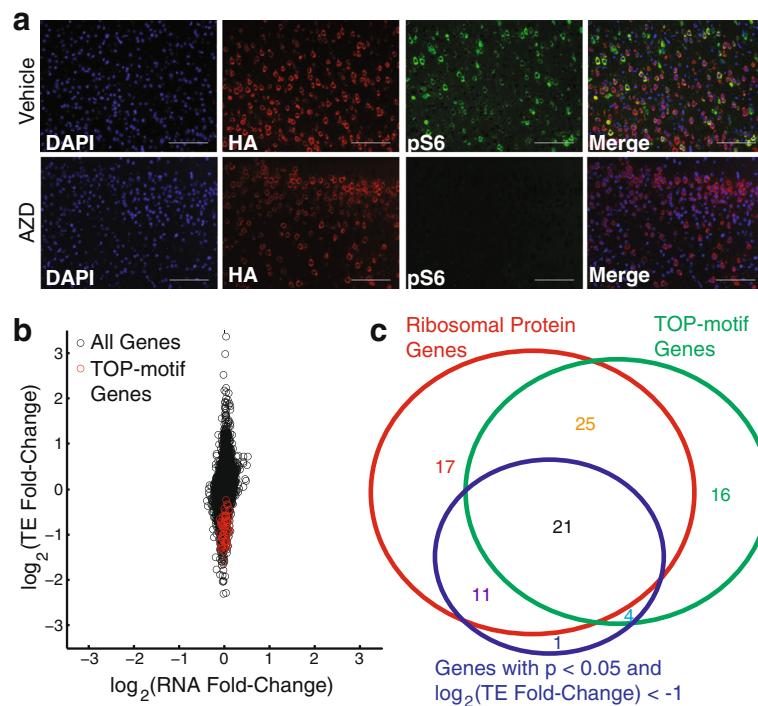 a
Vehicle
DAPI
HA
pS6
Merge
AZD
DAPI
HA
pS6
Merge
b
All Genes
TOP-motif
Genes
log2(TE Fold-Change)
3
2
1
0
−1
−2
−3
−3 −2 −1 0 1 2 3
log2(RNA Fold-Change)
c
Ribosomal Protein
Genes
TOP-motif
Genes
25
17
16
21
11
4
1
Genes with p < 0.05 and
log2(TE Fold-Change) < -1